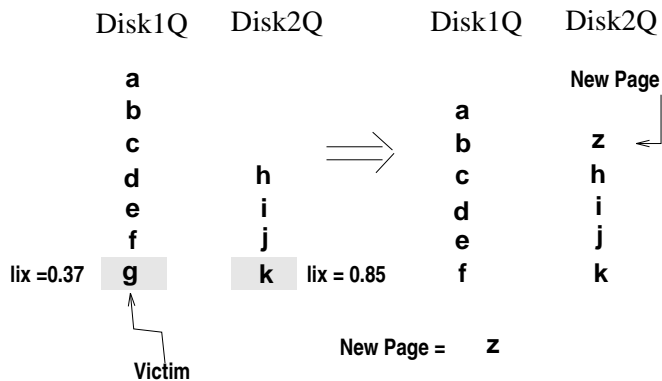 Disk1Q Disk2Q Disk1Q Disk2Q
a New Page
b a
c b z
d h c h
e i d i
f j e j
lix =0.37 g k lix = 0.85 f k
New Page = z
Victim